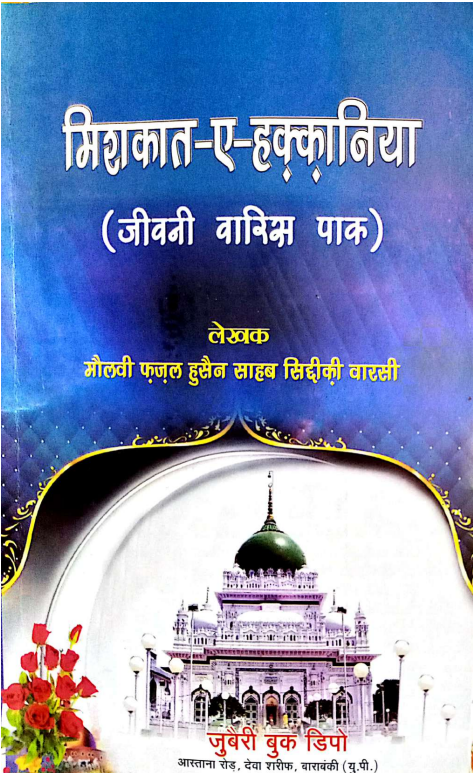 मिशकात-ए-हक़्क़ानिया
(जीवनी वारिस पाक)
लेखक
मौलवी फ़ज़ल हुसैन साहब सिद्दीक़ी वारसी
जुबैरी बुक डिपो
आस्ताना रोड़, देवा शरीफ, बाराबंकी (यू.पी.)